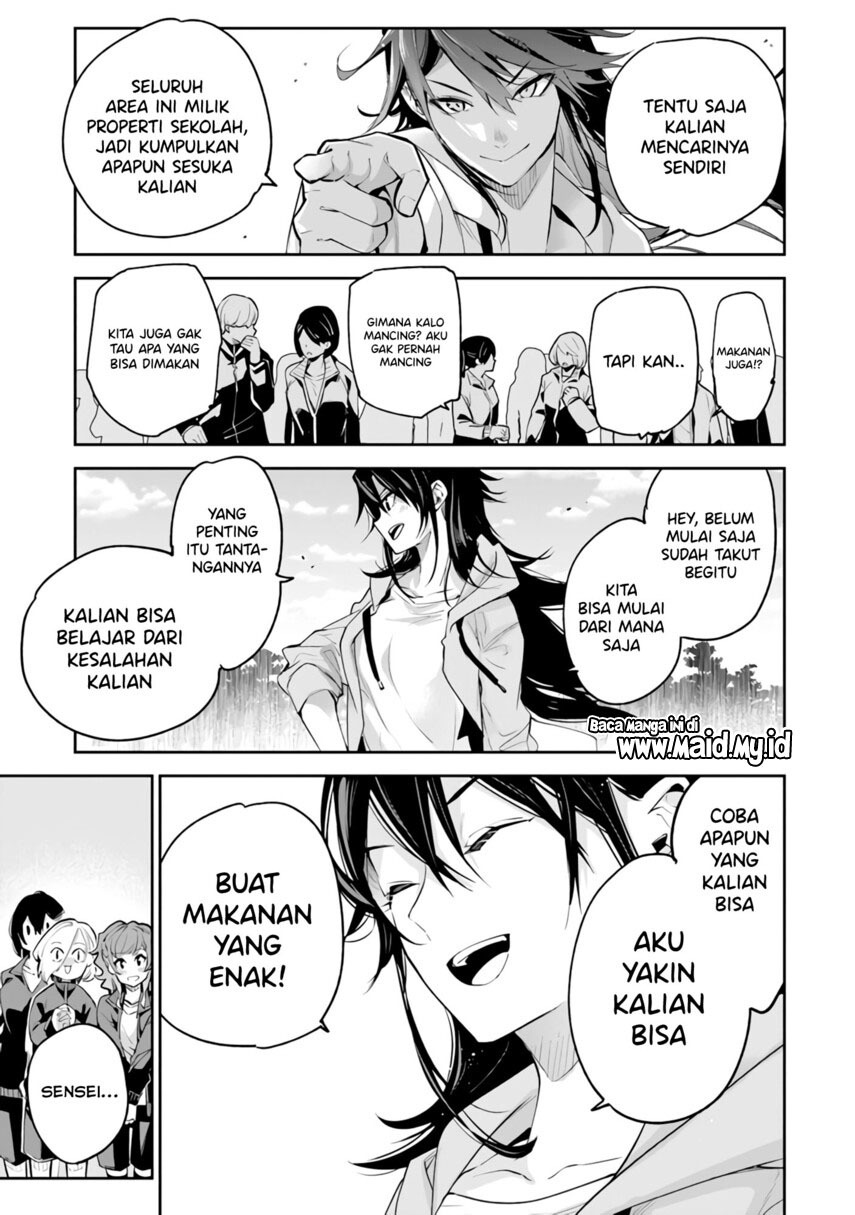 TENTU SAJA
KALIAN
MENCARINYA
SENDIRI
SELURUH
AREA INI MILIK
PROPERTI SEKOLAH,
JADI KUMPULKAN
APAPUN SESUKA
KALIAN
MAKANAN
JUGA!?
TAPI KAN..
GIMANA KALO
MANCING? AKU
GAK PERNAH
MANCING
KITA JUGA GAK
TAU APA YANG
BISA DIMAKAN
HEY, BELUM
MULAI SAJA
SUDAH TAKUT
BEGITU
KITA
BISA MULAI
DARI MANA
SAJA
YANG
PENTING
ITU TANTA-
NGANNYA
KALIAN BISA
BELAJAR DARI
KESALAHAN
KALIAN
Baca Manga ini di
www.Maid.My.id
COBA
APAPUN
YANG
KALIAN
BISA
AKU
YAKIN
KALIAN
BISA
BUAT
MAKANAN
YANG
ENAK!
SENSEI...